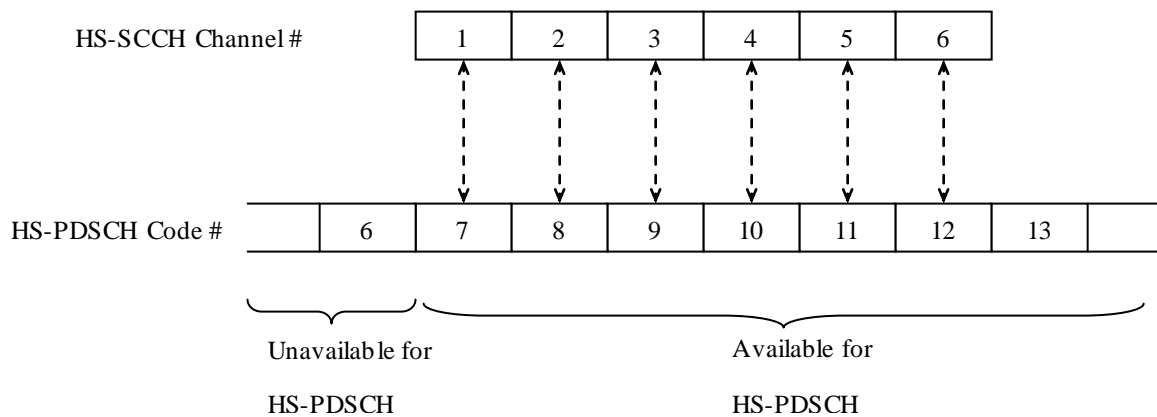 HS-SCCH Channel # 1 2 3 4 5 6
HS-PDSCH Code # 6 7 8 9 10 11 12 13
Unavailable for
HS-PDSCH
Available for
HS-PDSCH